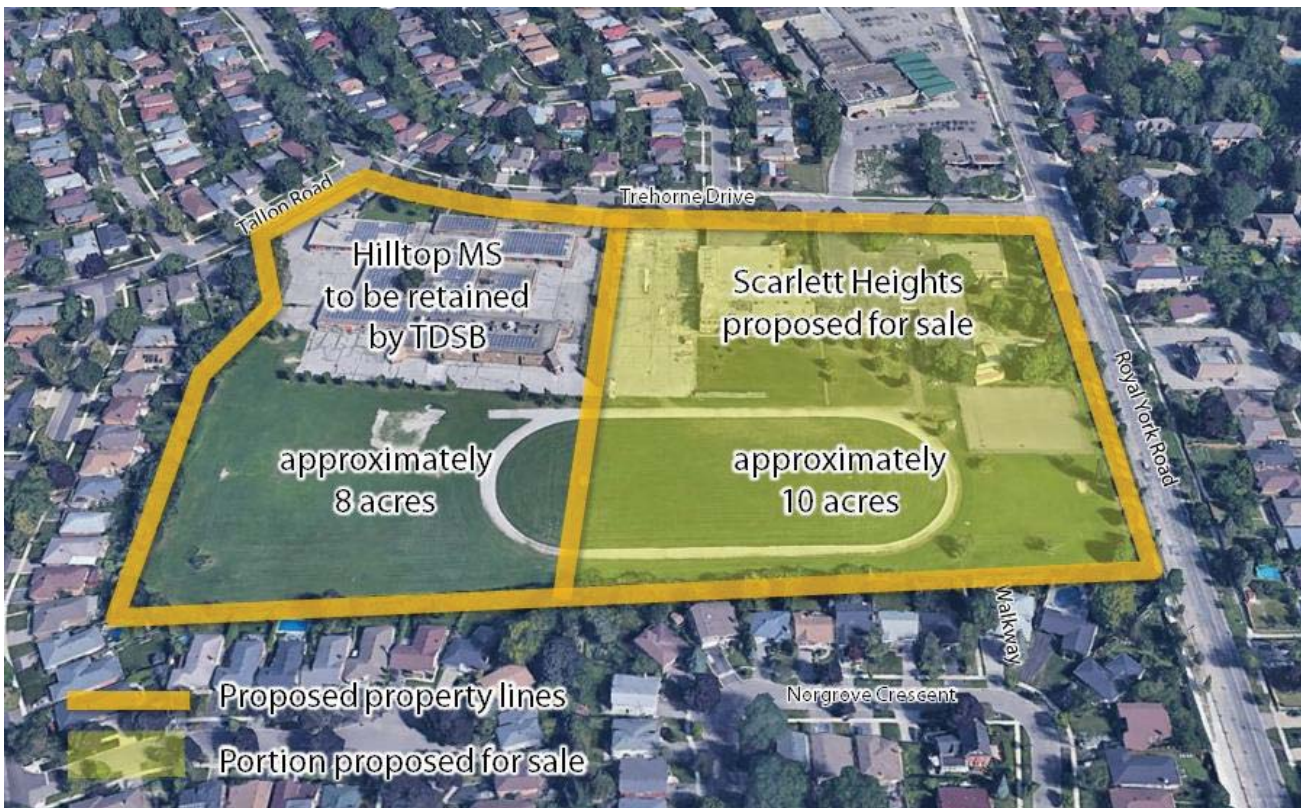 Tallon Road
Trehorne Drive
Hilltop MS
to be retained
by TDSB
Scarlett Heights
proposed for sale
Royal York Road
approximately
8 acres
approximately
10 acres
Walkway
Norgrove Crescent
Proposed property lines
Portion proposed for sale